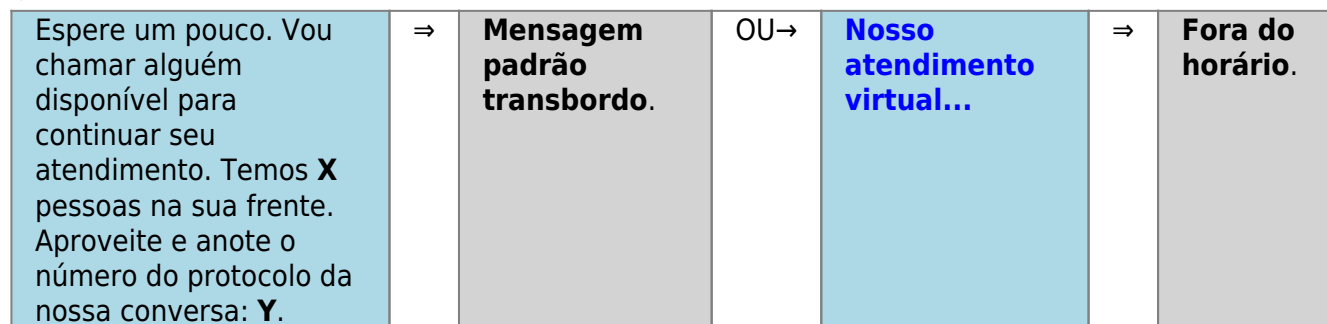 Espere um pouco. Vou
chamar alguém
disponível para
continuar seu
atendimento. Temos X
pessoas na sua frente.
Aproveite e anote o
número do protocolo da
nossa conversa: Y.
⇒
Mensagem
padrão
transbordo.
OU→
Nosso
atendimento
virtual...
⇒
Fora do
horário.